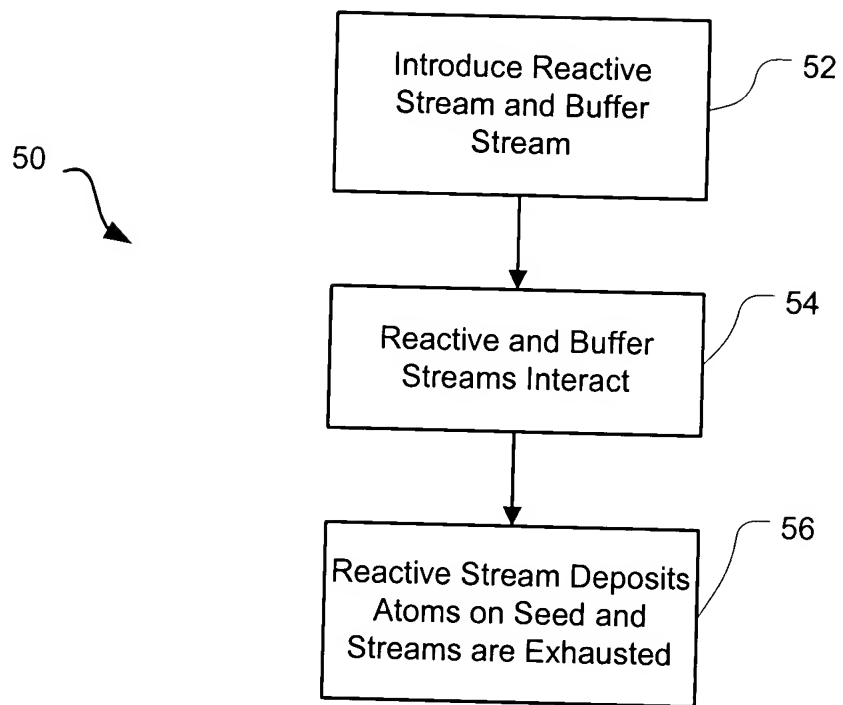 Introduce Reactive
Stream and Buffer
Stream
52
50
Reactive and Buffer
Streams Interact
54
Reactive Stream Deposits
Atoms on Seed and
Streams are Exhausted
56